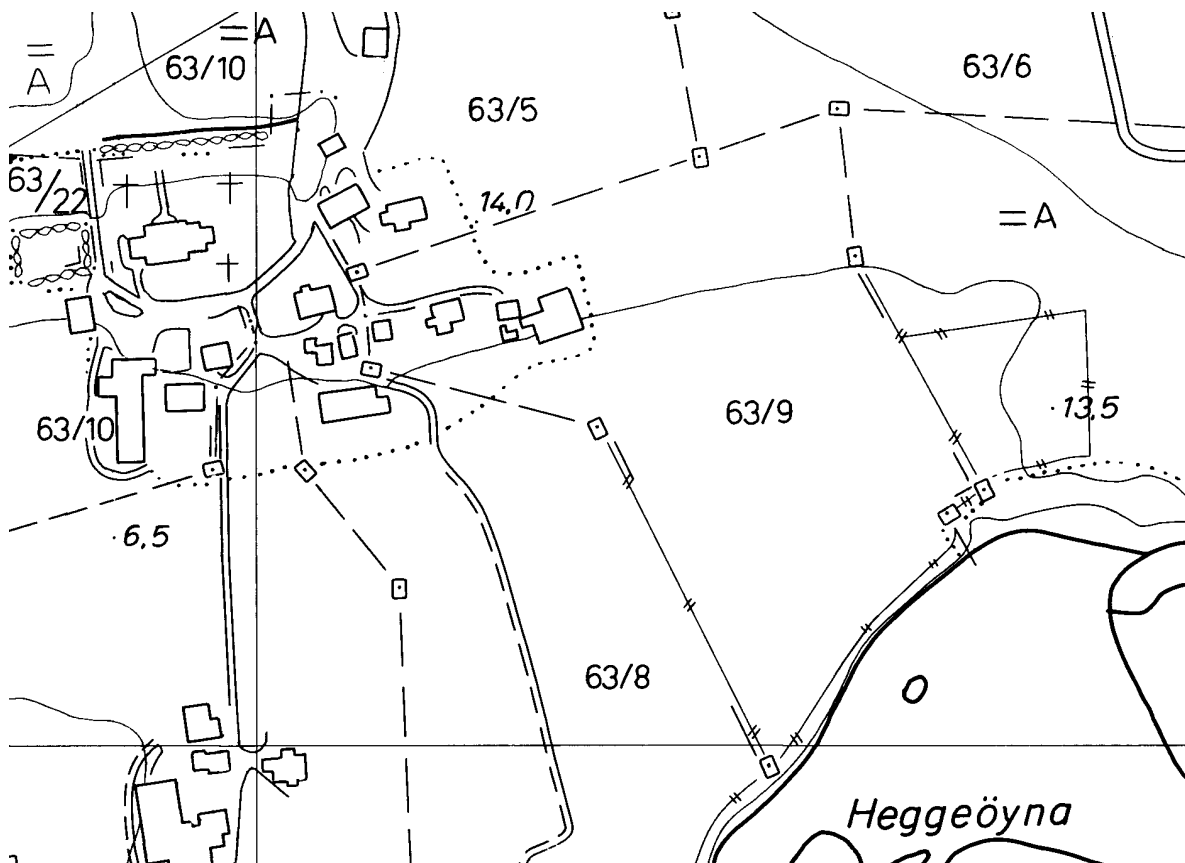 = A
= A
63/10
63/5
63/6
63/22
14,0
= A
63/9
13,5
63/10
6,5
63/8
Heggeöyna